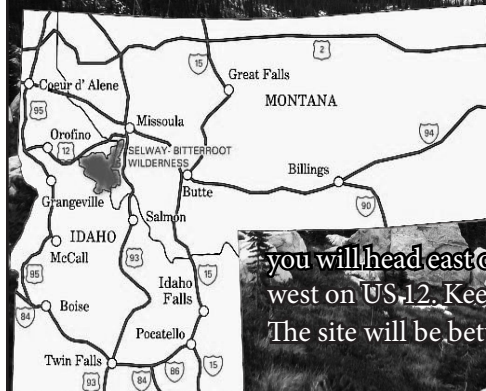 2
15
Great Falls
Coeur d' Alene
MONTANA
95
Missoula
94
Orofino
12
SELWAY-BITTERROOT
WILDERNESS
Billings
Butte
Grangeville
90
Salmon
IDAHO
McCall
93
15
95
Idaho
Falls
84
Boise
Pocatello
Twin Falls
86
15
93
84
you will head east
west on US 12. Kee
The site will be bet